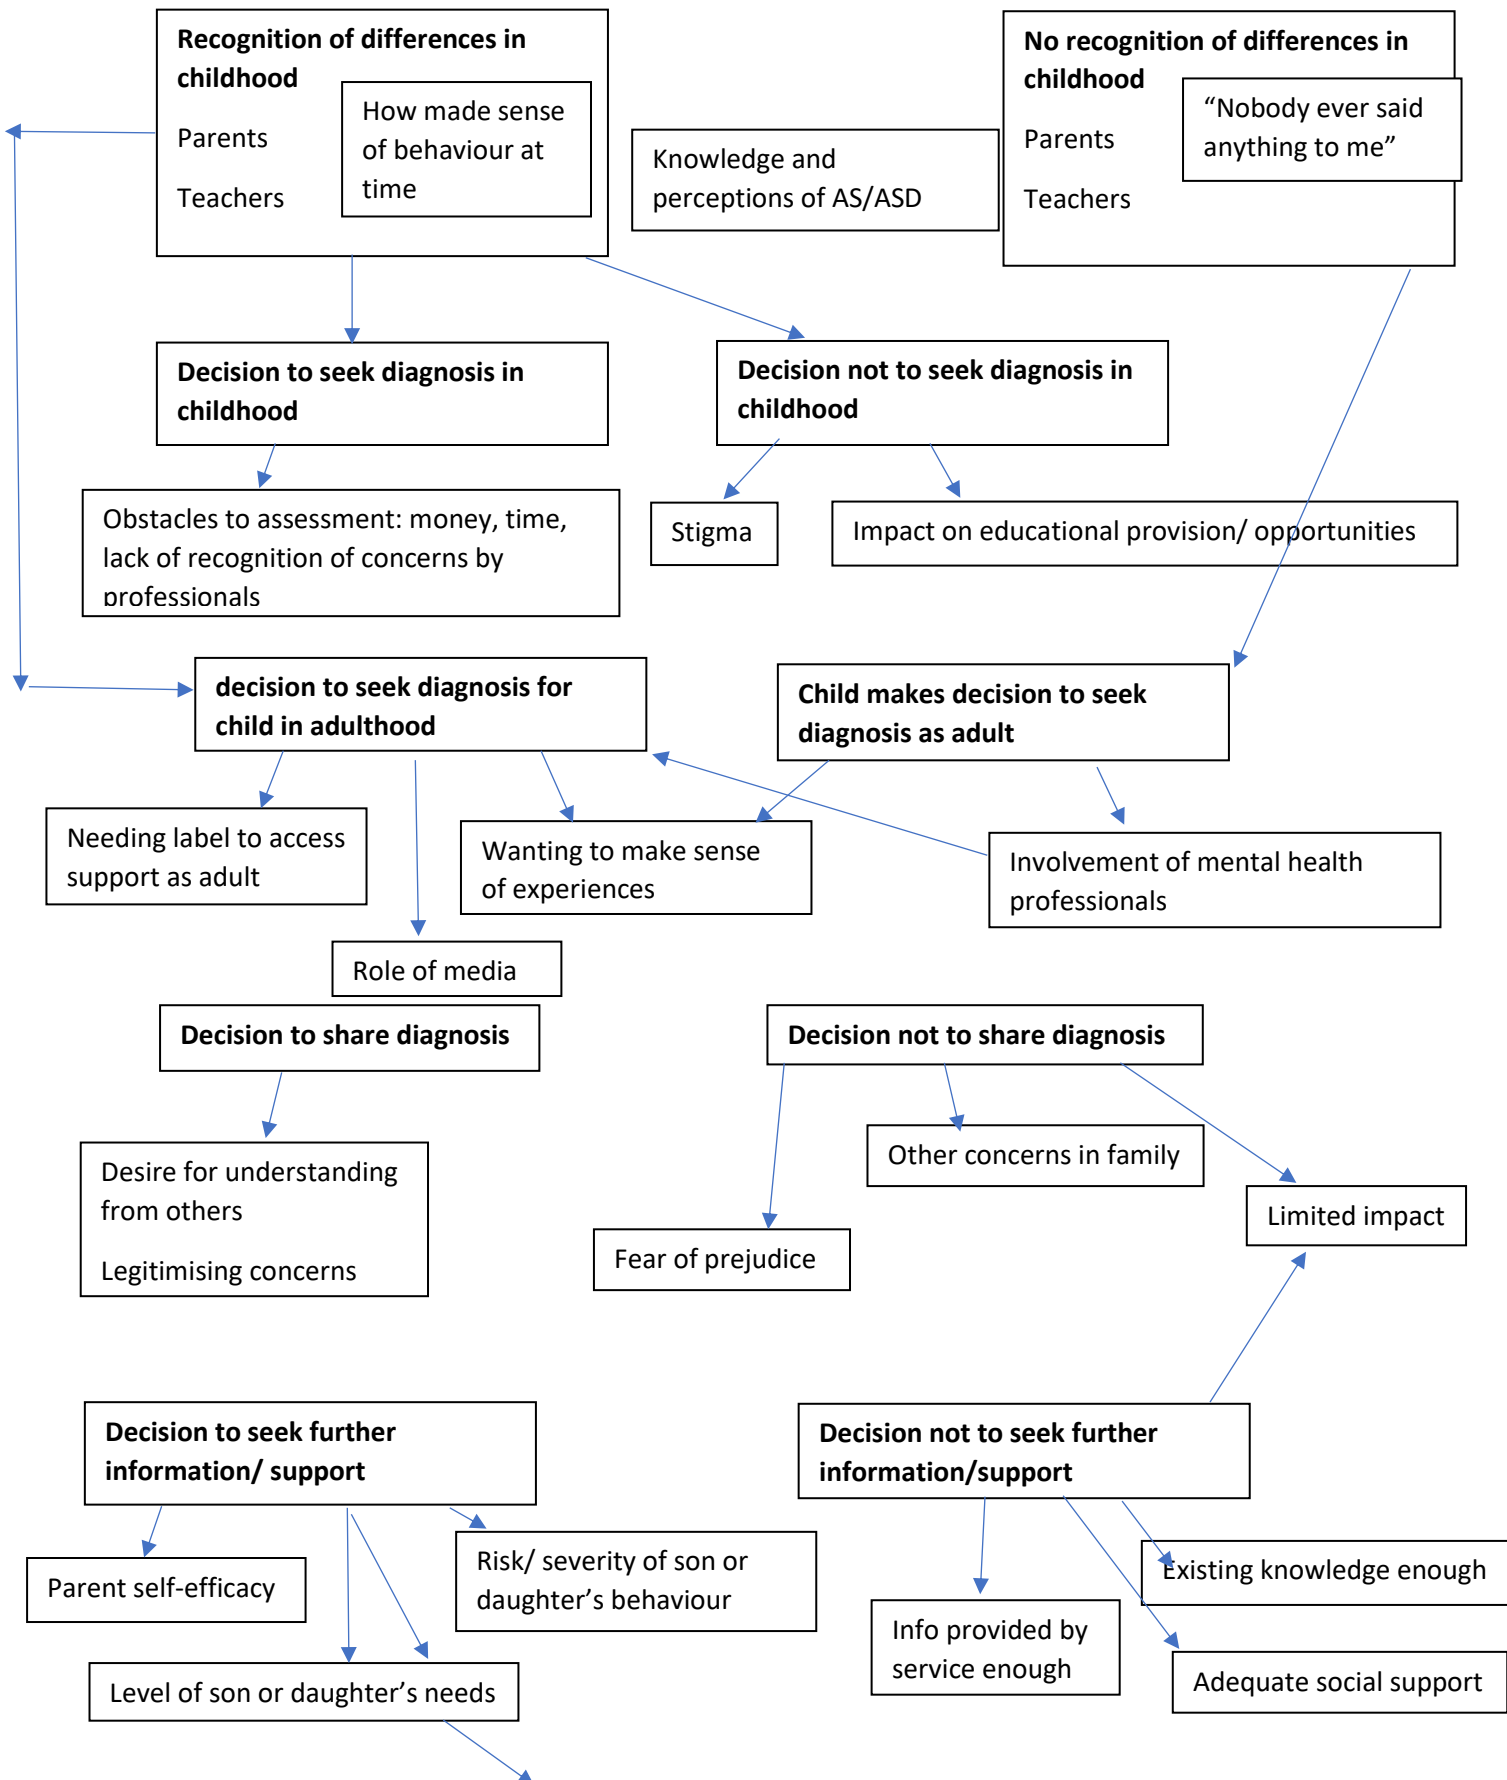 Recognition of differences in
childhood
Parents
Teachers
How made sense
of behaviour at
time
Knowledge and
perceptions of AS/ASD
No recognition of differences in
childhood
Parents
Teachers
“Nobody ever said
anything to me”
Decision to seek diagnosis in
childhood
Decision not to seek diagnosis in
childhood
Obstacles to assessment: money, time,
lack of recognition of concerns by
professionals
Stigma
Impact on educational provision/ opportunities
decision to seek diagnosis for
child in adulthood
Child makes decision to seek
diagnosis as adult
Needing label to access
support as adult
Wanting to make sense
of experiences
Involvement of mental health
professionals
Role of media
Decision to share diagnosis
Decision not to share diagnosis
Desire for understanding
from others
Legitimising concerns
Other concerns in family
Limited impact
Fear of prejudice
Decision to seek further
information/ support
Decision not to seek further
information/support
Parent self-efficacy
Risk/ severity of son or
daughter’s behaviour
Existing knowledge enough
Info provided by
service enough
Level of son or daughter’s needs
Adequate social support